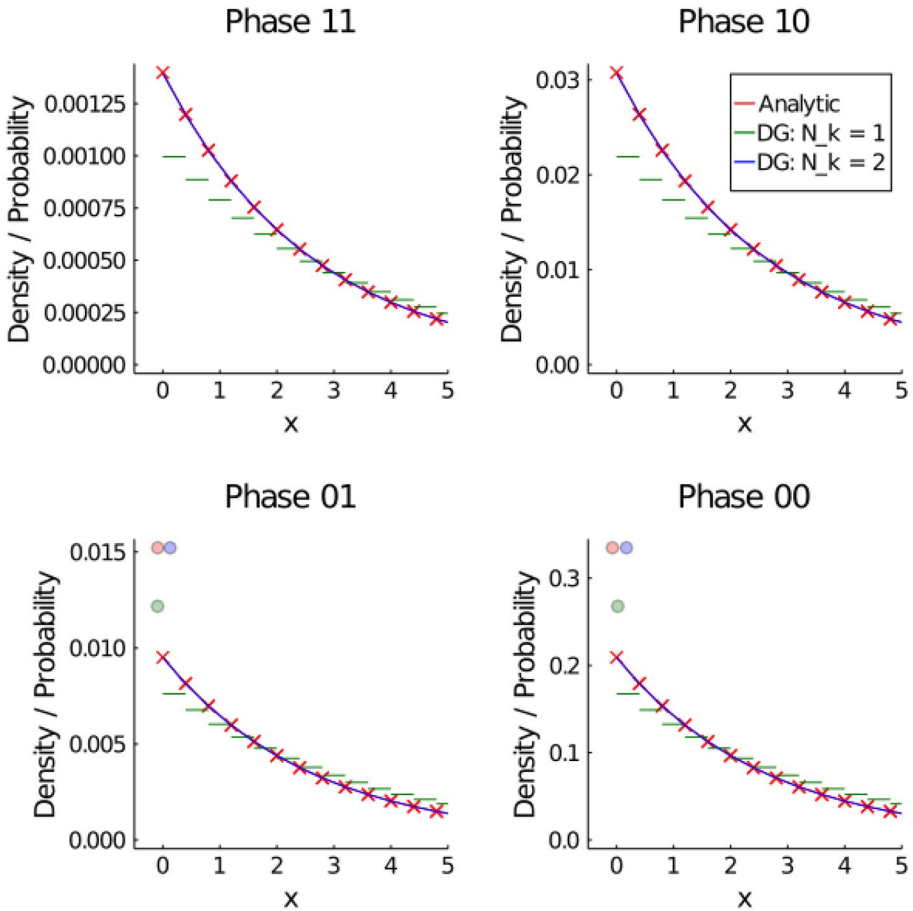 Phase 11
Density / Probability
0.00125
0.00100
0.00075
0.00050
0.00025
0.00000
0 1 2 3 4 5
x
Phase 10
Density / Probability
0.03
0.02
0.01
0.00
0 1 2 3 4 5
x
Analytic
DG: N_k = 1
DG: N_k = 2
Phase 01
Density / Probability
0.015
0.010
0.005
0.000
0 1 2 3 4 5
x
Phase 00
Density / Probability
0.3
0.2
0.1
0.0
0 1 2 3 4 5
x